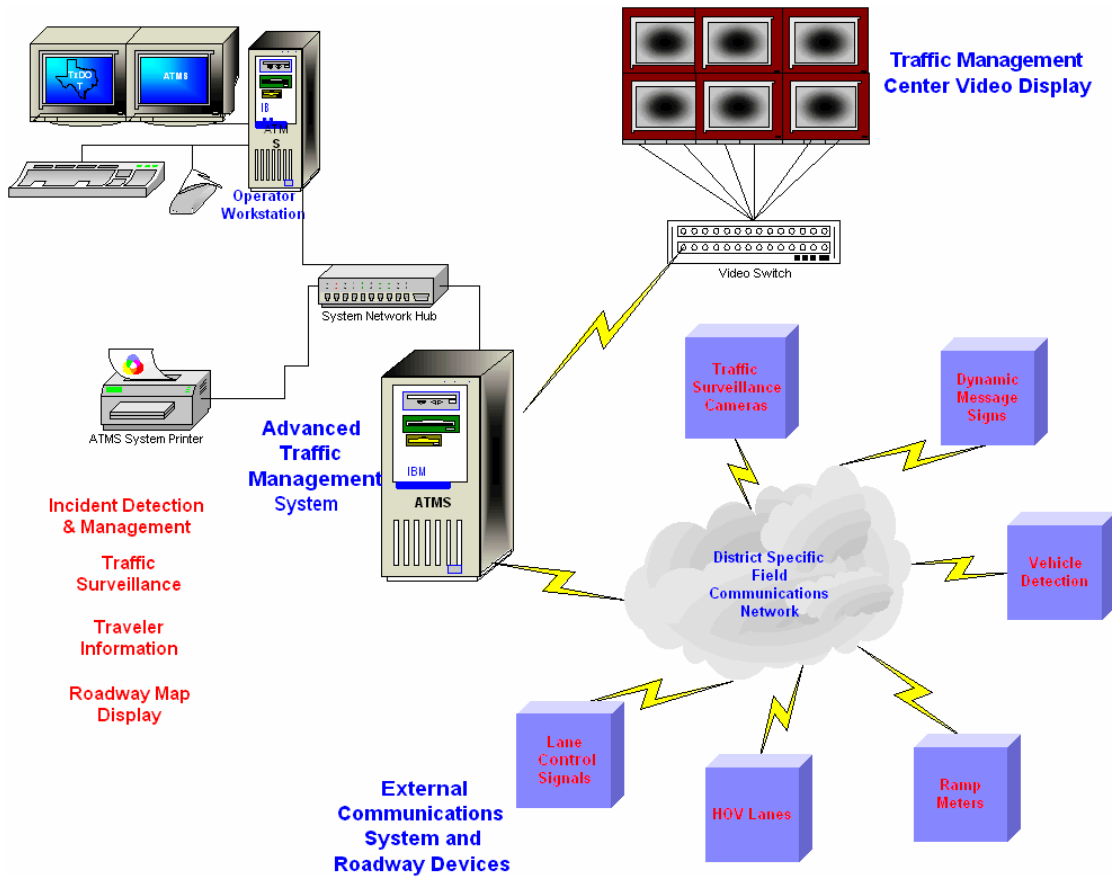 TxDO
T
ATMS
IB
M
ATM
S
Operator
Workstation
Traffic Management
Center Video Display
Video Switch
System Network Hub
ATMS System Printer
Advanced
Traffic
Management
System
IBM
ATMS
Incident Detection
& Management
Traffic
Surveillance
Traveler
Information
Roadway Map
Display
Traffic
Surveillance
Cameras
Dynamic
Message
Signs
District Specific
Field
Communications
Network
Vehicle
Detection
Lane
Control
Signals
HOV Lanes
Ramp
Meters
External
Communications
System and
Roadway Devices